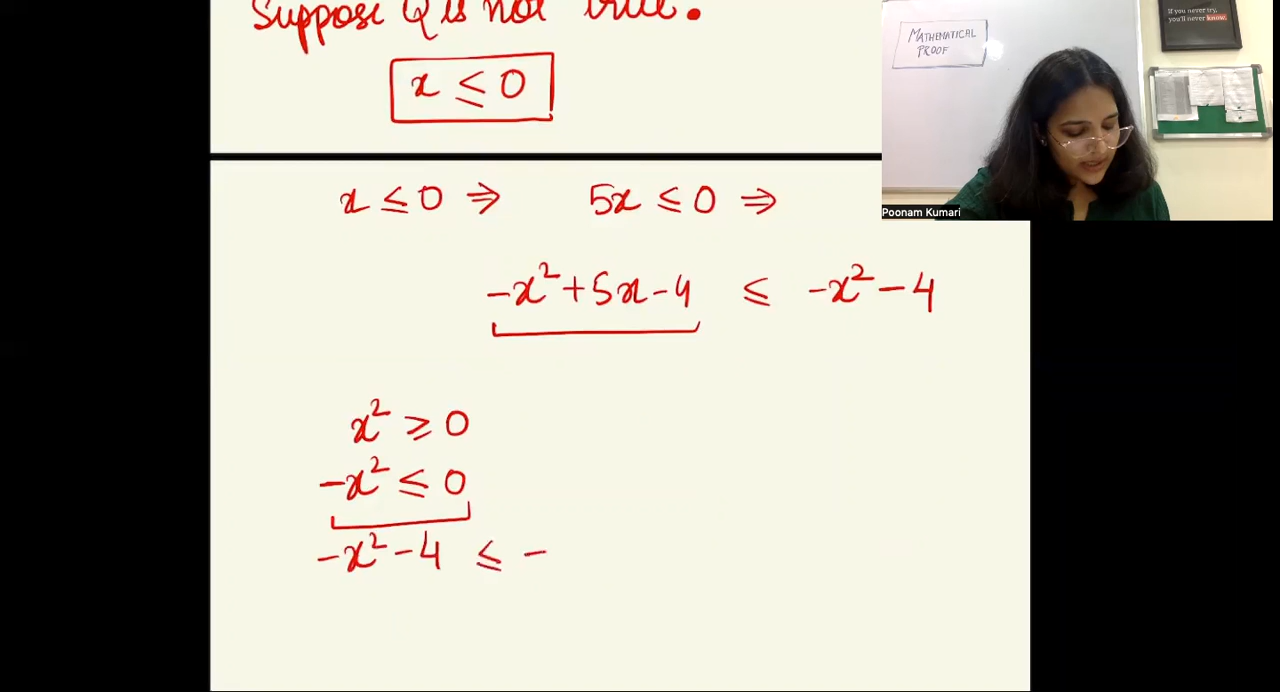 Suppose Q is not true.
x ≤ 0
x ≤ 0 ⇒ 5x ≤ 0 ⇒
-x² + 5x - 4 ≤ -x² - 4
x² ≥ 0
-x² ≤ 0
-x² - 4 ≤ -
MATHEMATICAL
PROOF
If you never try,
you'll never know.
Poonam Kumari